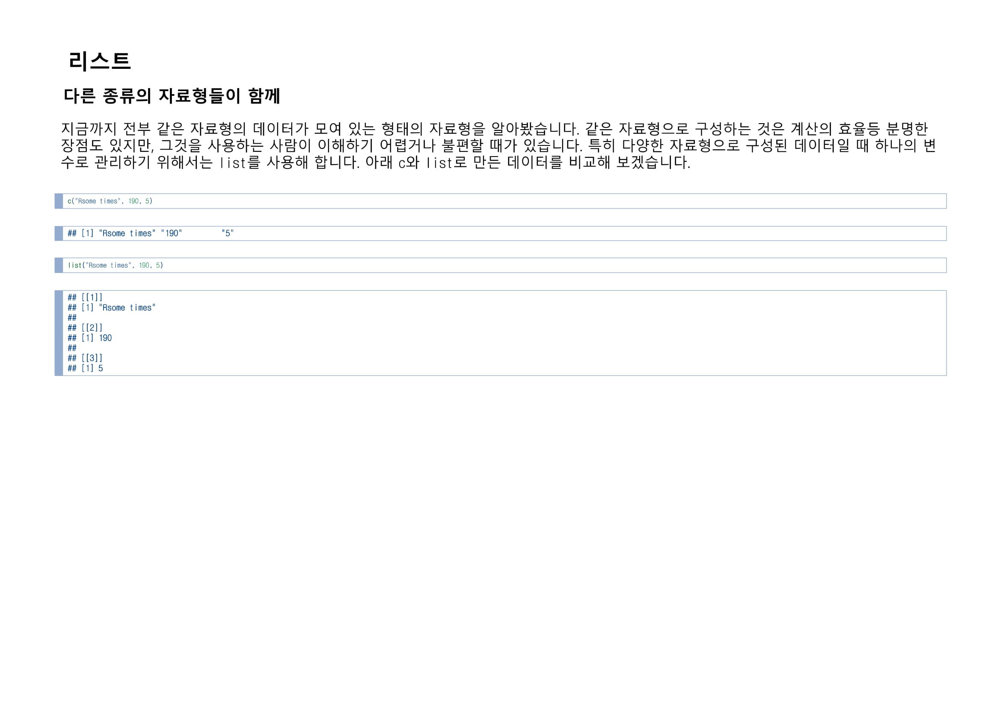 리스트
다른 종류의 자료형들이 함께
지금까지 전부 같은 자료형의 데이터가 모여 있는 형태의 자료형을 알아봤습니다. 같은 자료형으로 구성하는 것은 계산의 효율등 분명한
장점도 있지만, 그것을 사용하는 사람이 이해하기 어렵거나 불편할 때가 있습니다. 특히 다양한 자료형으로 구성된 데이터일 때 하나의 변
수로 관리하기 위해서는 list를 사용해 합니다. 아래 c와 list로 만든 데이터를 비교해 보겠습니다.
c("Rsome times", 190, 5)
## [1] "Rsome times" "190"         "5"
list("Rsome times", 190, 5)
## [[1]]
## [1] "Rsome times"
##
## [[2]]
## [1] 190
##
## [[3]]
## [1] 5